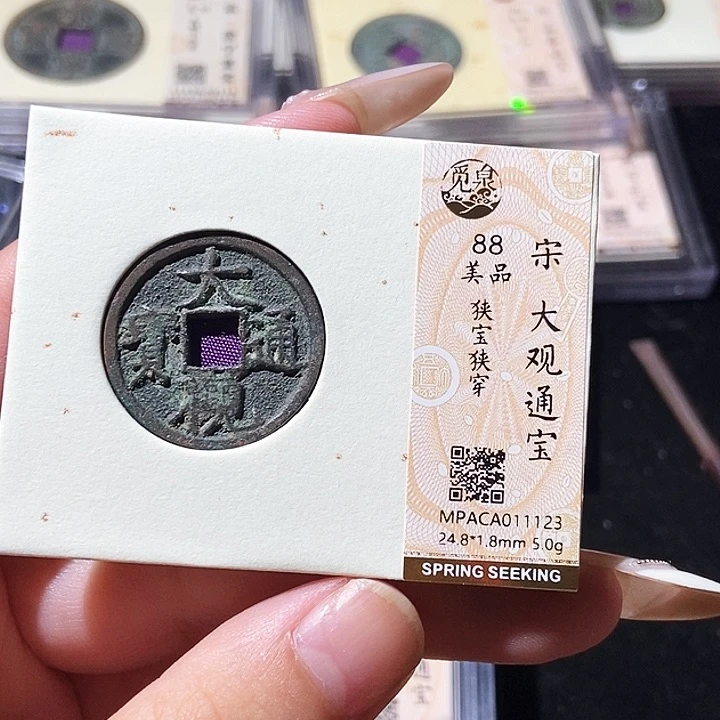 大
寳 通
觀
觅泉
88
美品
狭宝狭穿
宋 大观通宝
MPACA011123
24.8*1.8mm 5.0g
SPRING SEEKING